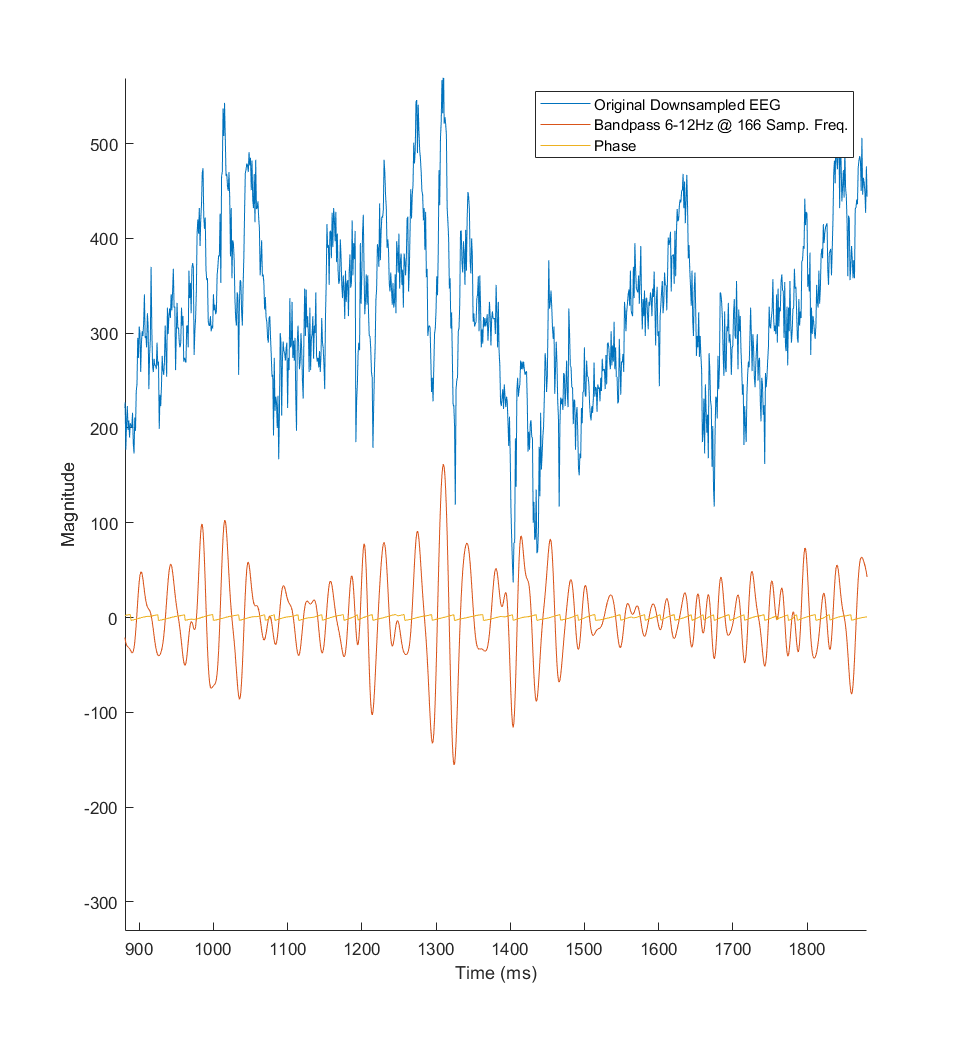 Original Downsampled EEG
Bandpass 6-12Hz @ 166 Samp. Freq.
Phase
500
400
300
200
100
0
-100
-200
-300
Magnitude
900 1000 1100 1200 1300 1400 1500 1600 1700 1800
Time (ms)